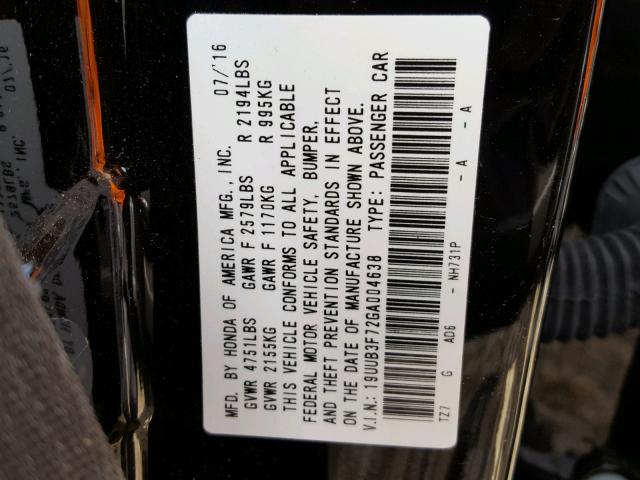 MFD. BY HONDA OF AMERICA MFG., INC. 07/'16
GVWR 4751LBS GAWR F 2579LBS R 2194LBS
GVWR 2155KG GAWR F 1170KG R 995KG
THIS VEHICLE CONFORMS TO ALL APPLICABLE
FEDERAL MOTOR VEHICLE SAFETY, BUMPER,
AND THEFT PREVENTION STANDARDS IN EFFECT
ON THE DATE OF MANUFACTURE SHOWN ABOVE.
V.I.N.: 19UUB3F72GA004638 TYPE: PASSENGER CAR
TZ7 G AD6 - NH731P - A - A